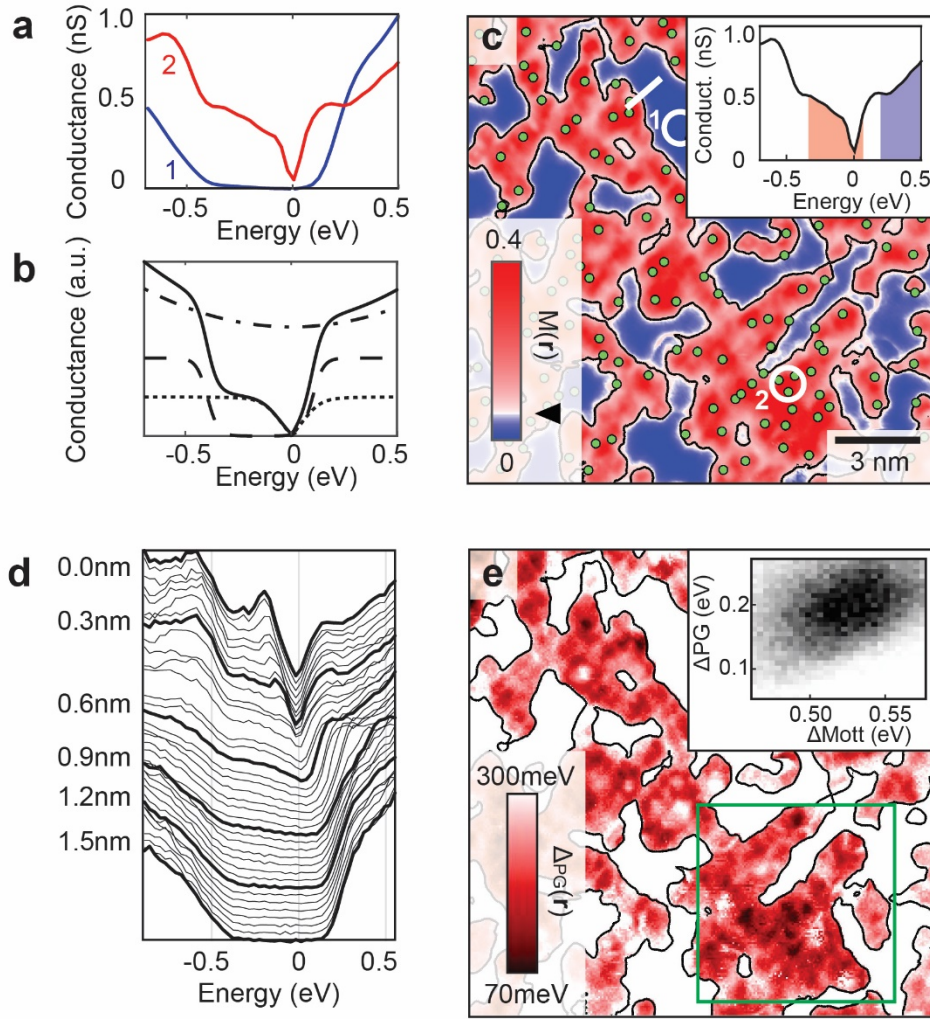 a
Conductance (nS)
1.0
0.5
0
2
1
-0.5
0
0.5
Energy (eV)
b
Conductance (a.u.)
-0.5
0
0.5
Energy (eV)
c
1
2
0.4
M(r)
0
3 nm
Conduct. (nS)
1.0
0.5
0
-0.5
0
0.5
Energy (eV)
d
0.0nm
0.3nm
0.6nm
0.9nm
1.2nm
1.5nm
-0.5
0
0.5
Energy (eV)
e
300meV
ΔPG(r)
70meV
ΔPG (eV)
0.2
0.1
0.50
0.55
ΔMott (eV)